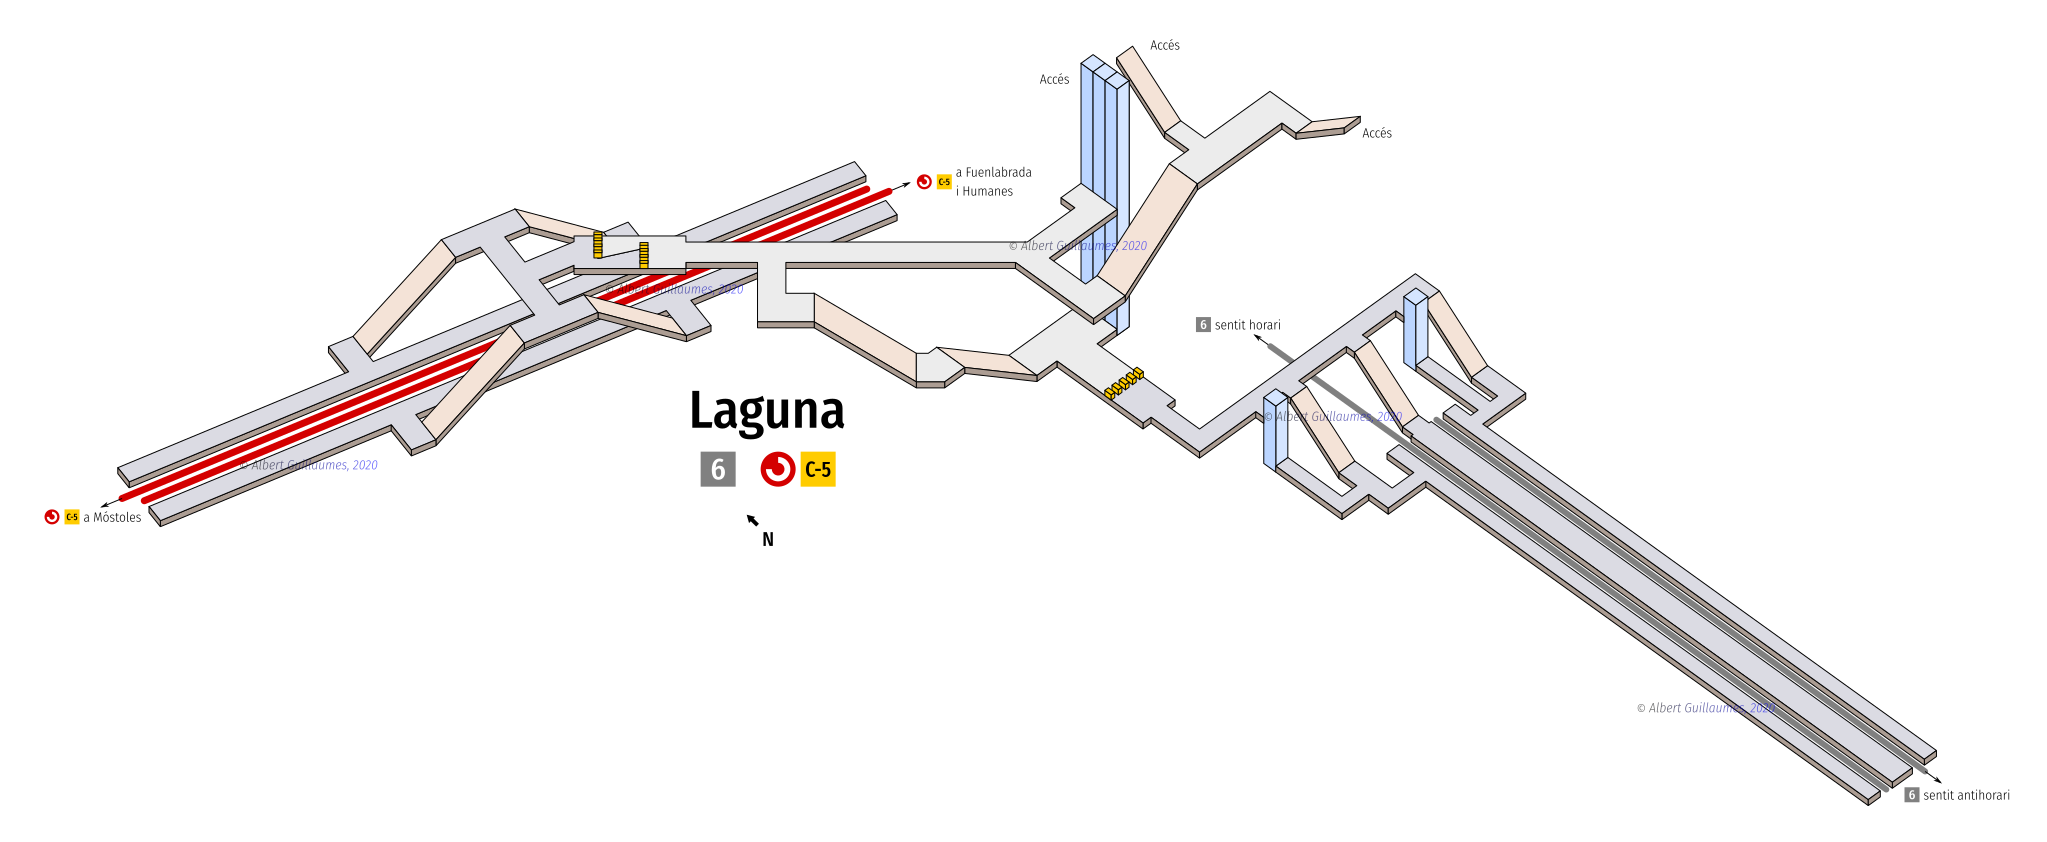 Accés
Accés
Accés
C-5 a Fuenlabrada
i Humanes
© Albert Guillaumes, 2020
© Albert Guillaumes, 2020
6 sentit horari
Laguna
6 C-5
© Albert Guillaumes, 2020
© Albert Guillaumes, 2020
C-5 a Móstoles
N
© Albert Guillaumes, 2020
6 sentit antihorari